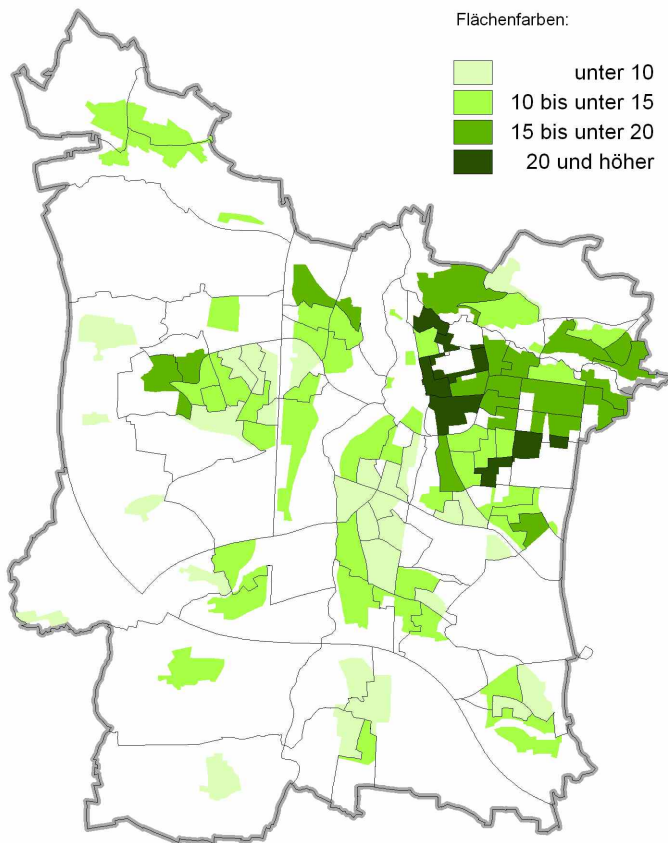 Flächenfarben:
unter 10
10 bis unter 15
15 bis unter 20
20 und höher